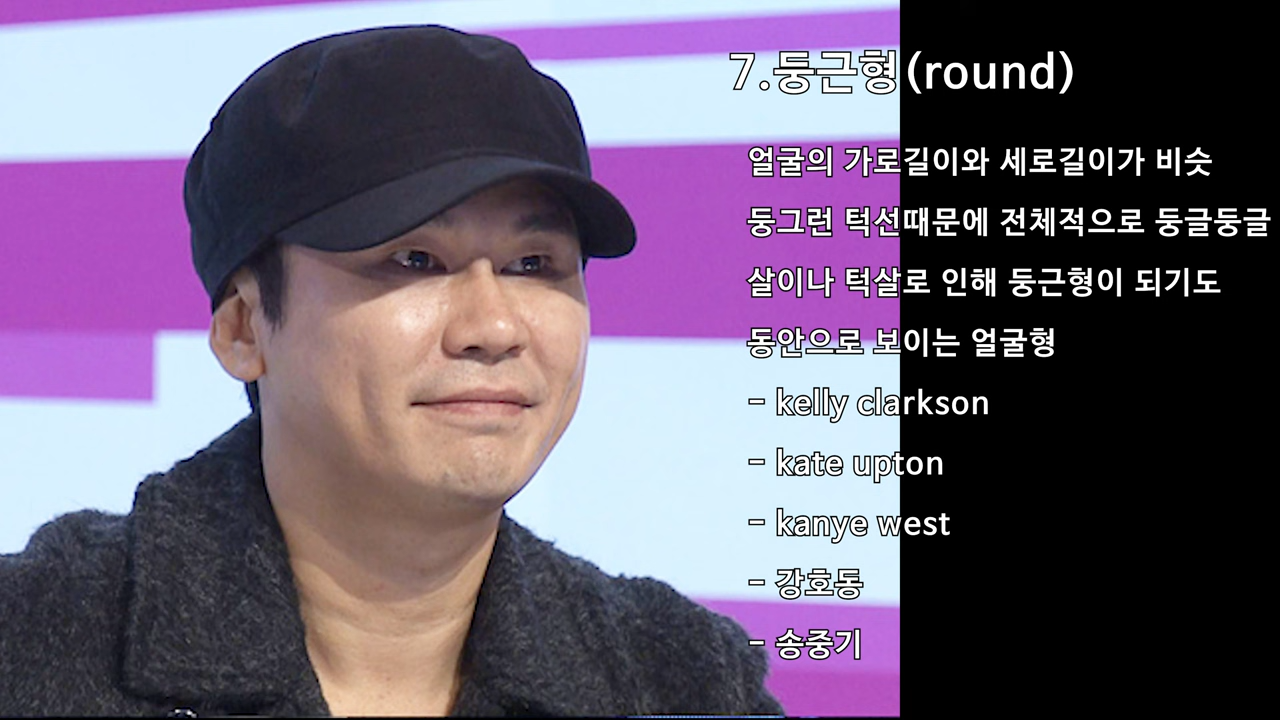 7.둥근형(round)
얼굴의 가로길이와 세로길이가 비슷
둥그런 턱선때문에 전체적으로 둥글둥글
살이나 턱살로 인해 둥근형이 되기도
동안으로 보이는 얼굴형
- kelly clarkson
- kate upton
- kanye west
- 강호동
- 송중기